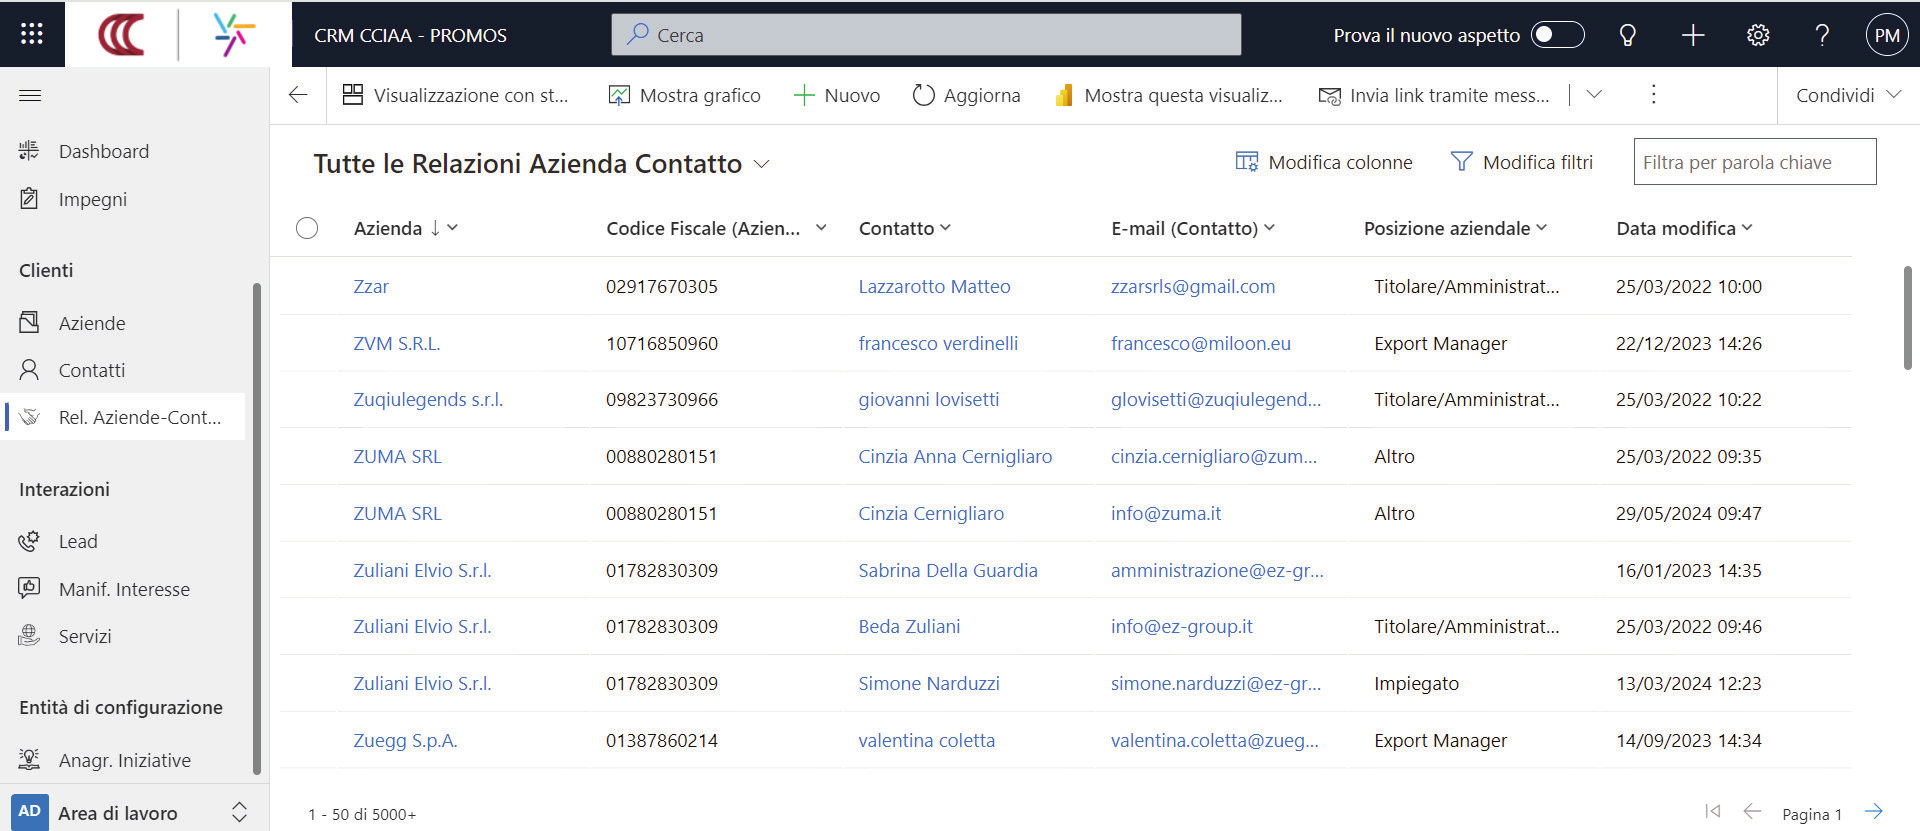 CRM CCIAA - PROMOS
Cerca
Prova il nuovo aspetto
PM
Visualizzazione con st...
Mostra grafico
Nuovo
Aggiorna
Mostra questa visualiz...
Invia link tramite mess...
Condividi
Dashboard
Impegni
Clienti
Aziende
Contatti
Rel. Aziende-Cont...
Interazioni
Lead
Manif. Interesse
Servizi
Entità di configurazione
Anagr. Iniziative
AD Area di lavoro
Tutte le Relazioni Azienda Contatto
Modifica colonne
Modifica filtri
Filtra per parola chiave
Azienda Codice Fiscale (Azien... Contatto E-mail (Contatto) Posizione aziendale Data modifica
Zzar 02917670305 Lazzarotto Matteo zzarsrls@gmail.com Titolare/Amministrat... 25/03/2022 10:00
ZVM S.R.L. 10716850960 francesco verdinelli francesco@miloon.eu Export Manager 22/12/2023 14:26
Zuqiulegends s.r.l. 09823730966 giovanni lovisetti glovisetti@zuqiulegend... Titolare/Amministrat... 25/03/2022 10:22
ZUMA SRL 00880280151 Cinzia Anna Cernigliaro cinzia.cernigliaro@zum... Altro 25/03/2022 09:35
ZUMA SRL 00880280151 Cinzia Cernigliaro info@zuma.it Altro 29/05/2024 09:47
Zuliani Elvio S.r.l. 01782830309 Sabrina Della Guardia amministrazione@ez-gr... 16/01/2023 14:35
Zuliani Elvio S.r.l. 01782830309 Beda Zuliani info@ez-group.it Titolare/Amministrat... 25/03/2022 09:46
Zuliani Elvio S.r.l. 01782830309 Simone Narduzzi simone.narduzzi@ez-gr... Impiegato 13/03/2024 12:23
Zuegg S.p.A. 01387860214 valentina coletta valentina.coletta@zueg... Export Manager 14/09/2023 14:34
1 - 50 di 5000+
Pagina 1